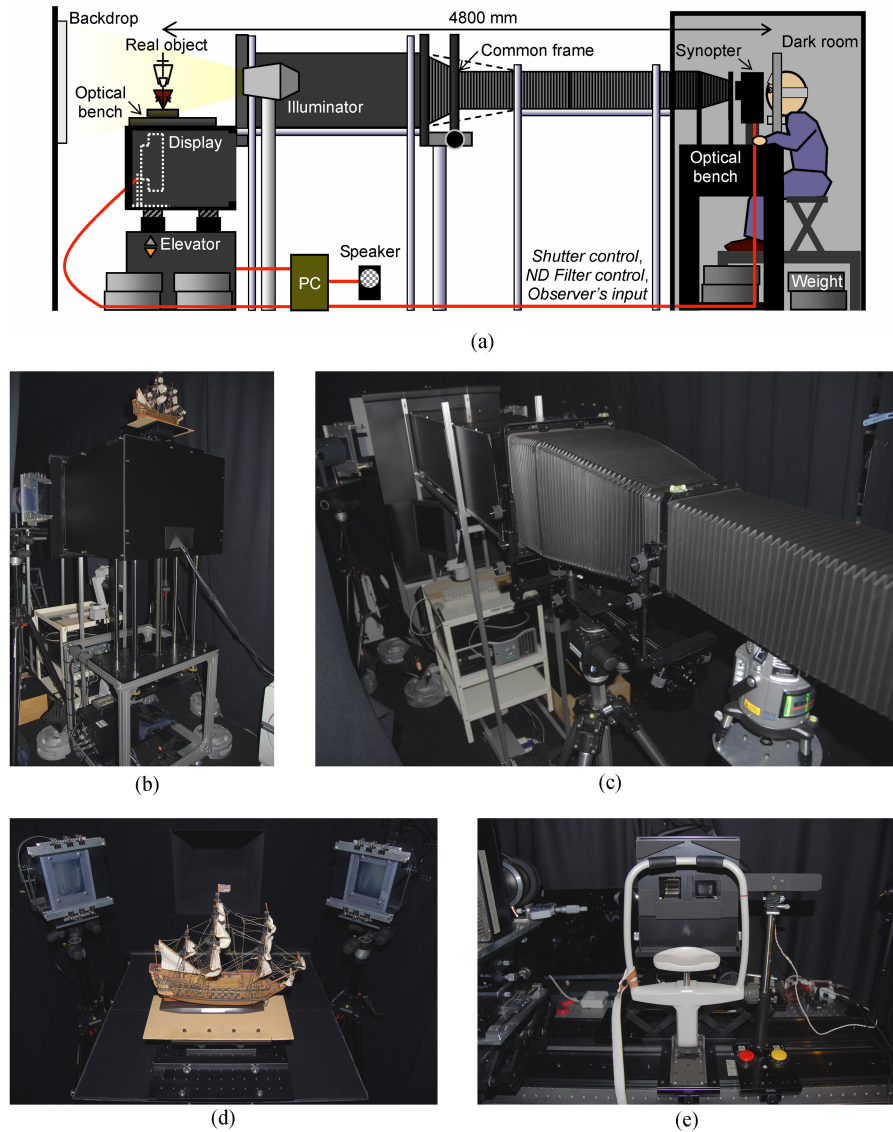 Backdrop
4800 mm
Real object
Common frame
Synopter
Dark room
Optical
bench
Illuminator
Display
Optical
bench
Elevator
Speaker
PC
Shutter control,
ND Filter control,
Observer's input
Weight
(a)
(b)
(c)
(d)
(e)